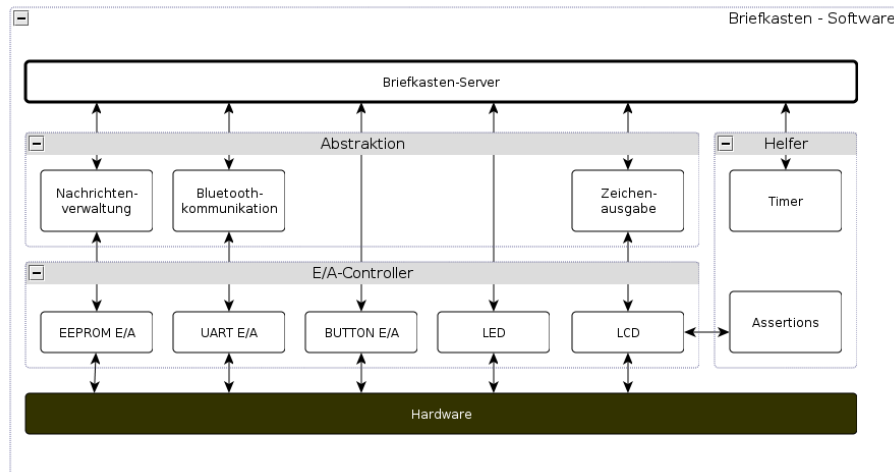 Briefkasten - Software
Briefkasten-Server
Abstraktion
Helfer
Nachrichten-
verwaltung
Bluetooth-
kommunikation
Zeichen-
ausgabe
Timer
E/A-Controller
EEPROM E/A
UART E/A
BUTTON E/A
LED
LCD
Assertions
Hardware